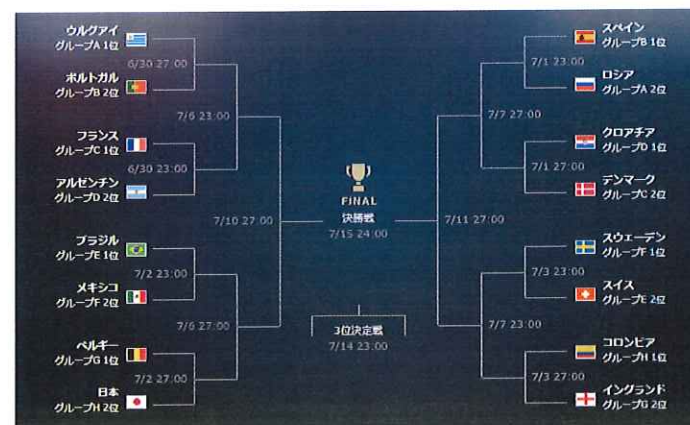 ウルグアイ
グループA 1位
6/30 27:00
ポルトガル
グループB 2位
7/6 23:00
フランス
グループC 1位
6/30 23:00
アルゼンチン
グループD 2位
7/10 27:00
ブラジル
グループE 1位
7/2 23:00
メキシコ
グループF 2位
7/6 27:00
ベルギー
グループG 1位
7/2 27:00
日本
グループH 2位
FINAL
決勝戦
7/15 24:00
3位決定戦
7/14 23:00
スペイン
グループB 1位
7/1 23:00
ロシア
グループA 2位
7/7 27:00
クロアチア
グループD 1位
7/1 27:00
デンマーク
グループC 2位
7/11 27:00
スウェーデン
グループF 1位
7/3 23:00
スイス
グループE 2位
7/7 23:00
コロンビア
グループH 1位
7/3 27:00
イングランド
グループG 2位